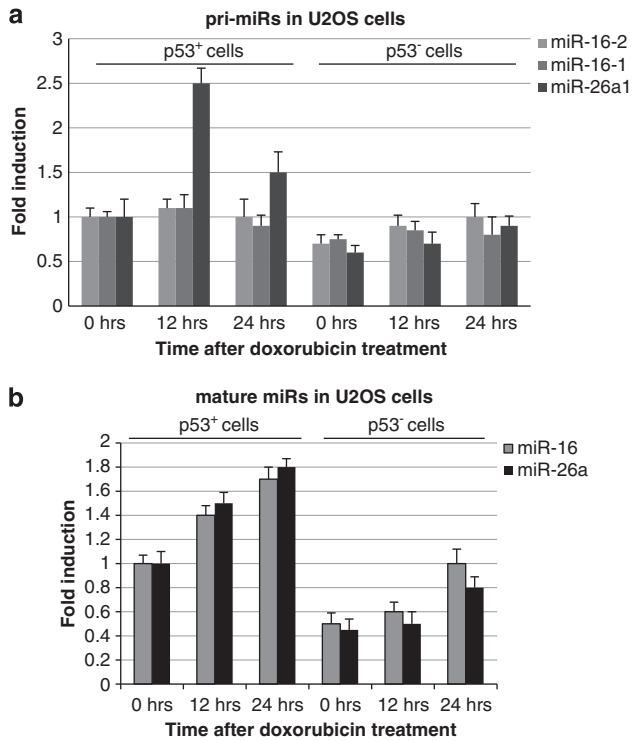 a
pri-miRs in U2OS cells
p53⁺ cells
p53⁻ cells
miR-16-2
miR-16-1
miR-26a1
Fold induction
3
2.5
2
1.5
1
0.5
0
0 hrs 12 hrs 24 hrs 0 hrs 12 hrs 24 hrs
Time after doxorubicin treatment
b
mature miRs in U2OS cells
p53⁺ cells
p53⁻ cells
miR-16
miR-26a
Fold induction
2
1.8
1.6
1.4
1.2
1
0.8
0.6
0.4
0.2
0
0 hrs 12 hrs 24 hrs 0 hrs 12 hrs 24 hrs
Time after doxorubicin treatment